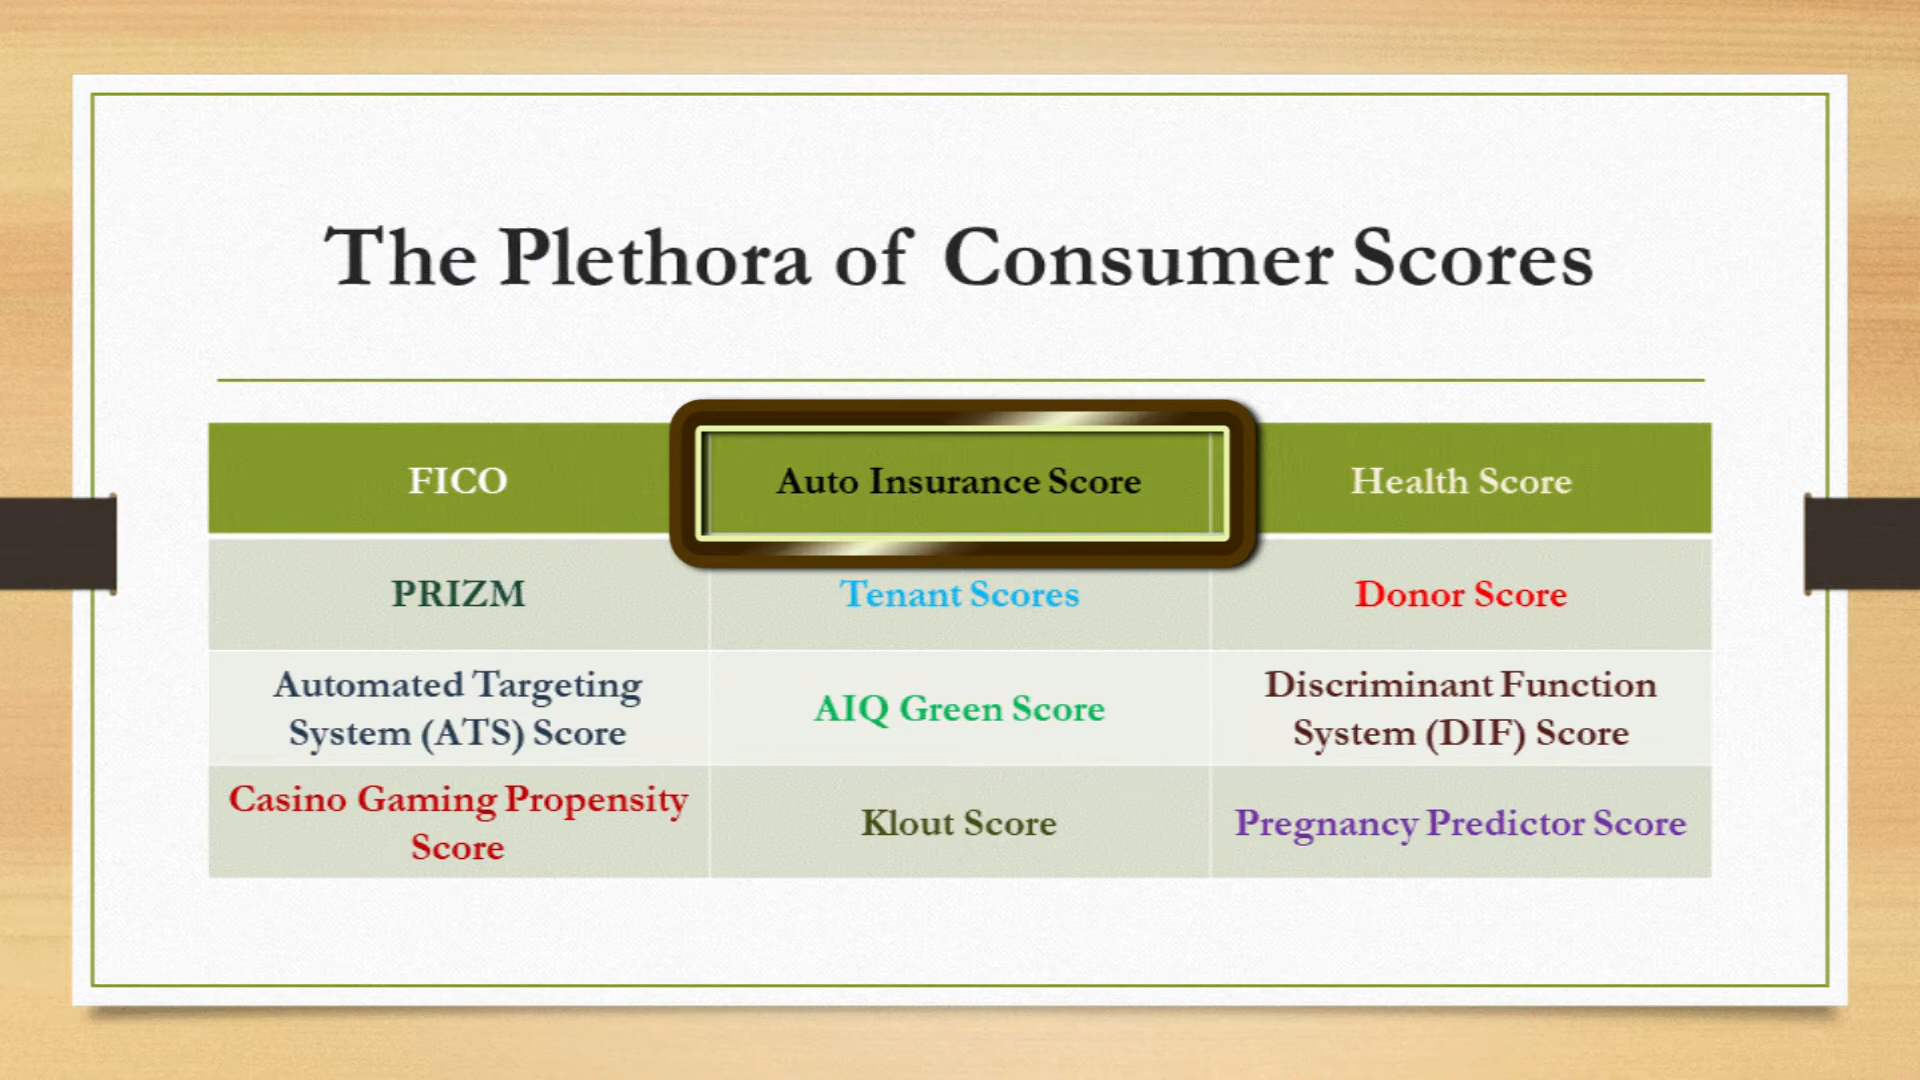 The Plethora of Consumer Scores
FICO
Auto Insurance Score
Health Score
PRIZM
Tenant Scores
Donor Score
Automated Targeting
System (ATS) Score
AIQ Green Score
Discriminant Function
System (DIF) Score
Casino Gaming Propensity
Score
Klout Score
Pregnancy Predictor Score